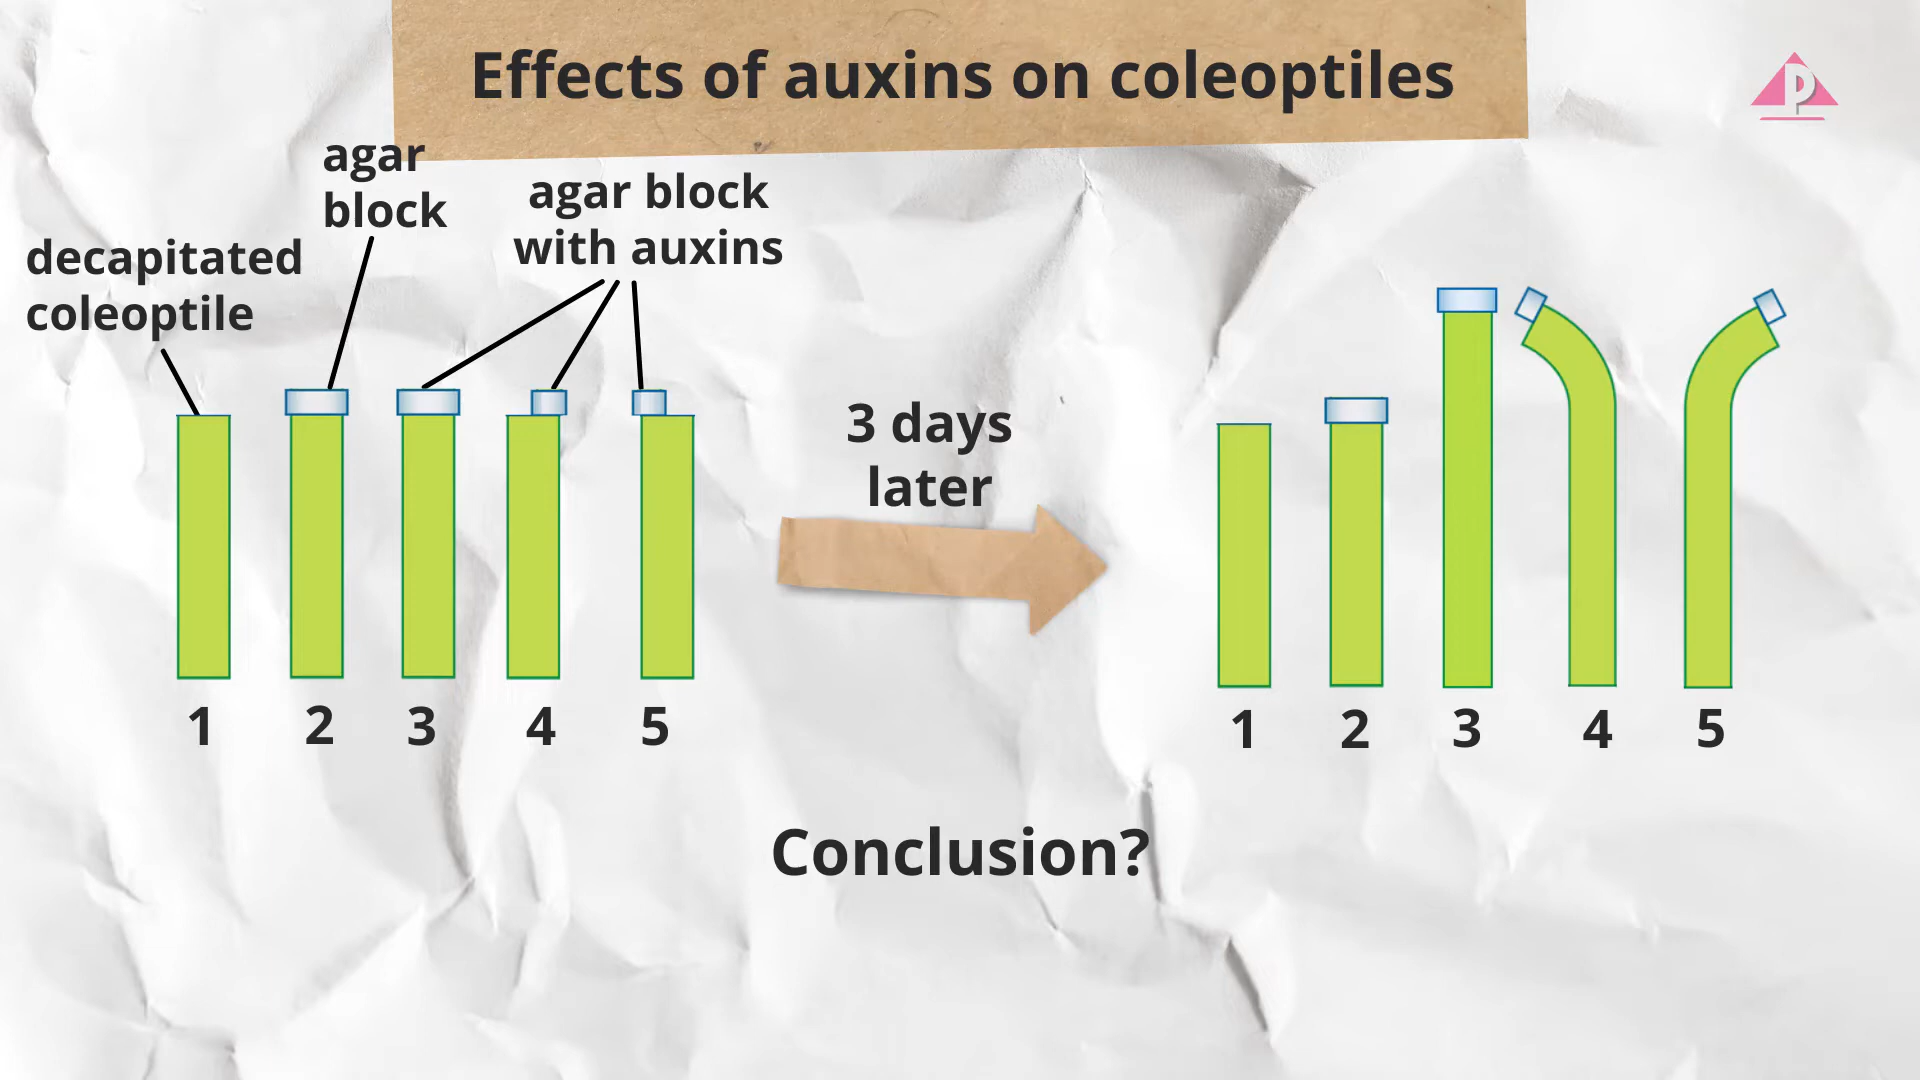 Effects of auxins on coleoptiles
P
agar
block
agar block
with auxins
decapitated
coleoptile
3 days
later
1 2 3 4 5
1 2 3 4 5
Conclusion?